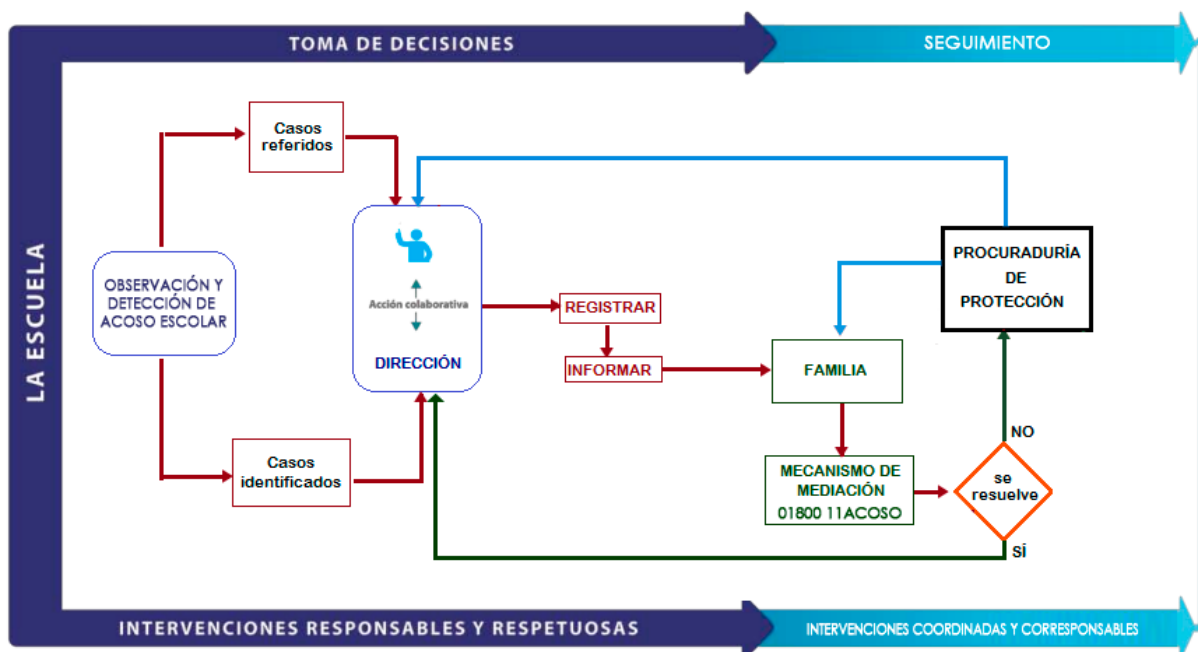 TOMA DE DECISIONES
SEGUIMIENTO
LA ESCUELA
Casos
referidos
OBSERVACIÓN Y
DETECCIÓN DE
ACOSO ESCOLAR
Casos
identificados
Acción colaborativa
DIRECCIÓN
REGISTRAR
INFORMAR
FAMILIA
MECANISMO DE
MEDIACIÓN
01800 11ACOSO
se
resuelve
NO
SÍ
PROCURADURÍA
DE
PROTECCIÓN
INTERVENCIONES RESPONSABLES Y RESPETUOSAS
INTERVENCIONES COORDINADAS Y CORRESPONSABLES